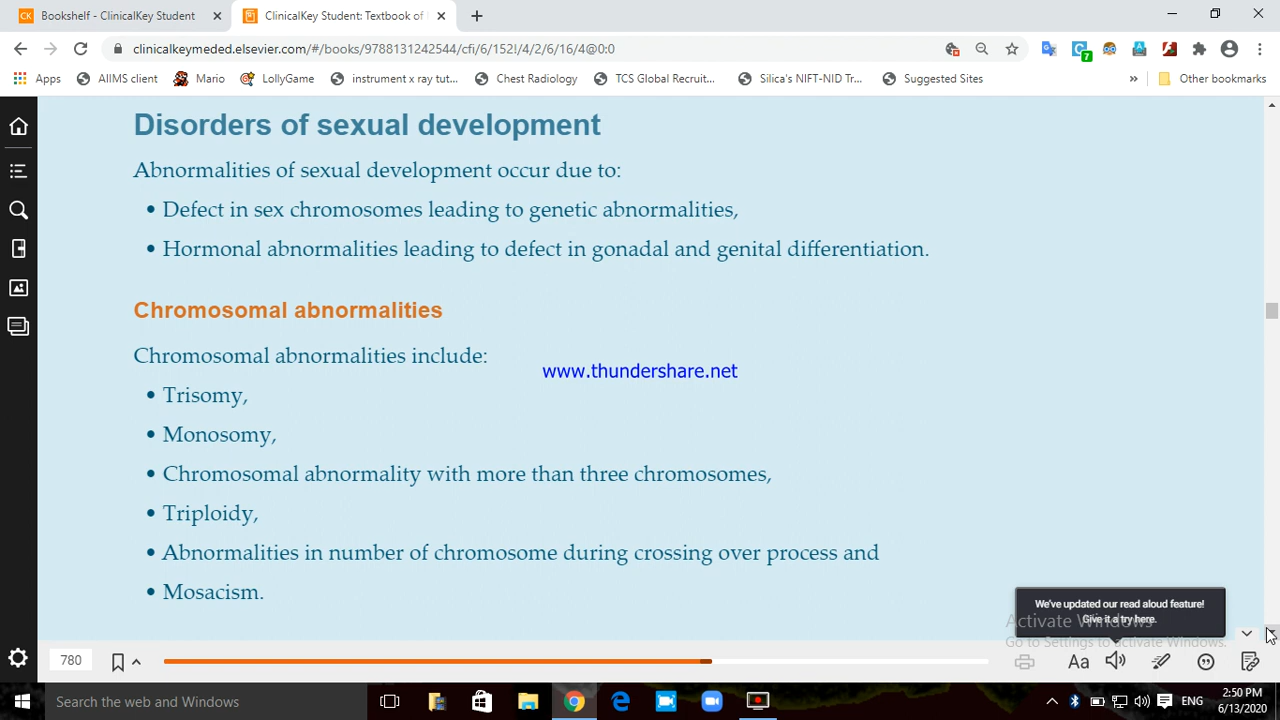 Bookshelf - ClinicalKey Student
ClinicalKey Student: Textbook of
clinicalkeymeded.elsevier.com/#/books/9788131242544/cfi/6/152!/4/2/6/16/4@0:0
7
Apps AIIMS client Mario LollyGame instrument x ray tut... Chest Radiology TCS Global Recruit... Silica's NIFT-NID Tr... Suggested Sites » Other bookmarks
Disorders of sexual development
Abnormalities of sexual development occur due to:
• Defect in sex chromosomes leading to genetic abnormalities,
• Hormonal abnormalities leading to defect in gonadal and genital differentiation.
Chromosomal abnormalities
Chromosomal abnormalities include:
www.thundershare.net
• Trisomy,
• Monosomy,
• Chromosomal abnormality with more than three chromosomes,
• Triploidy,
• Abnormalities in number of chromosome during crossing over process and
• Mosacism.
We've updated our read aloud feature!
Give it a try here.
Activate Windows
Go to Settings to activate Windows.
780
Aa
Search the web and Windows
ENG
2:50 PM
6/13/2020